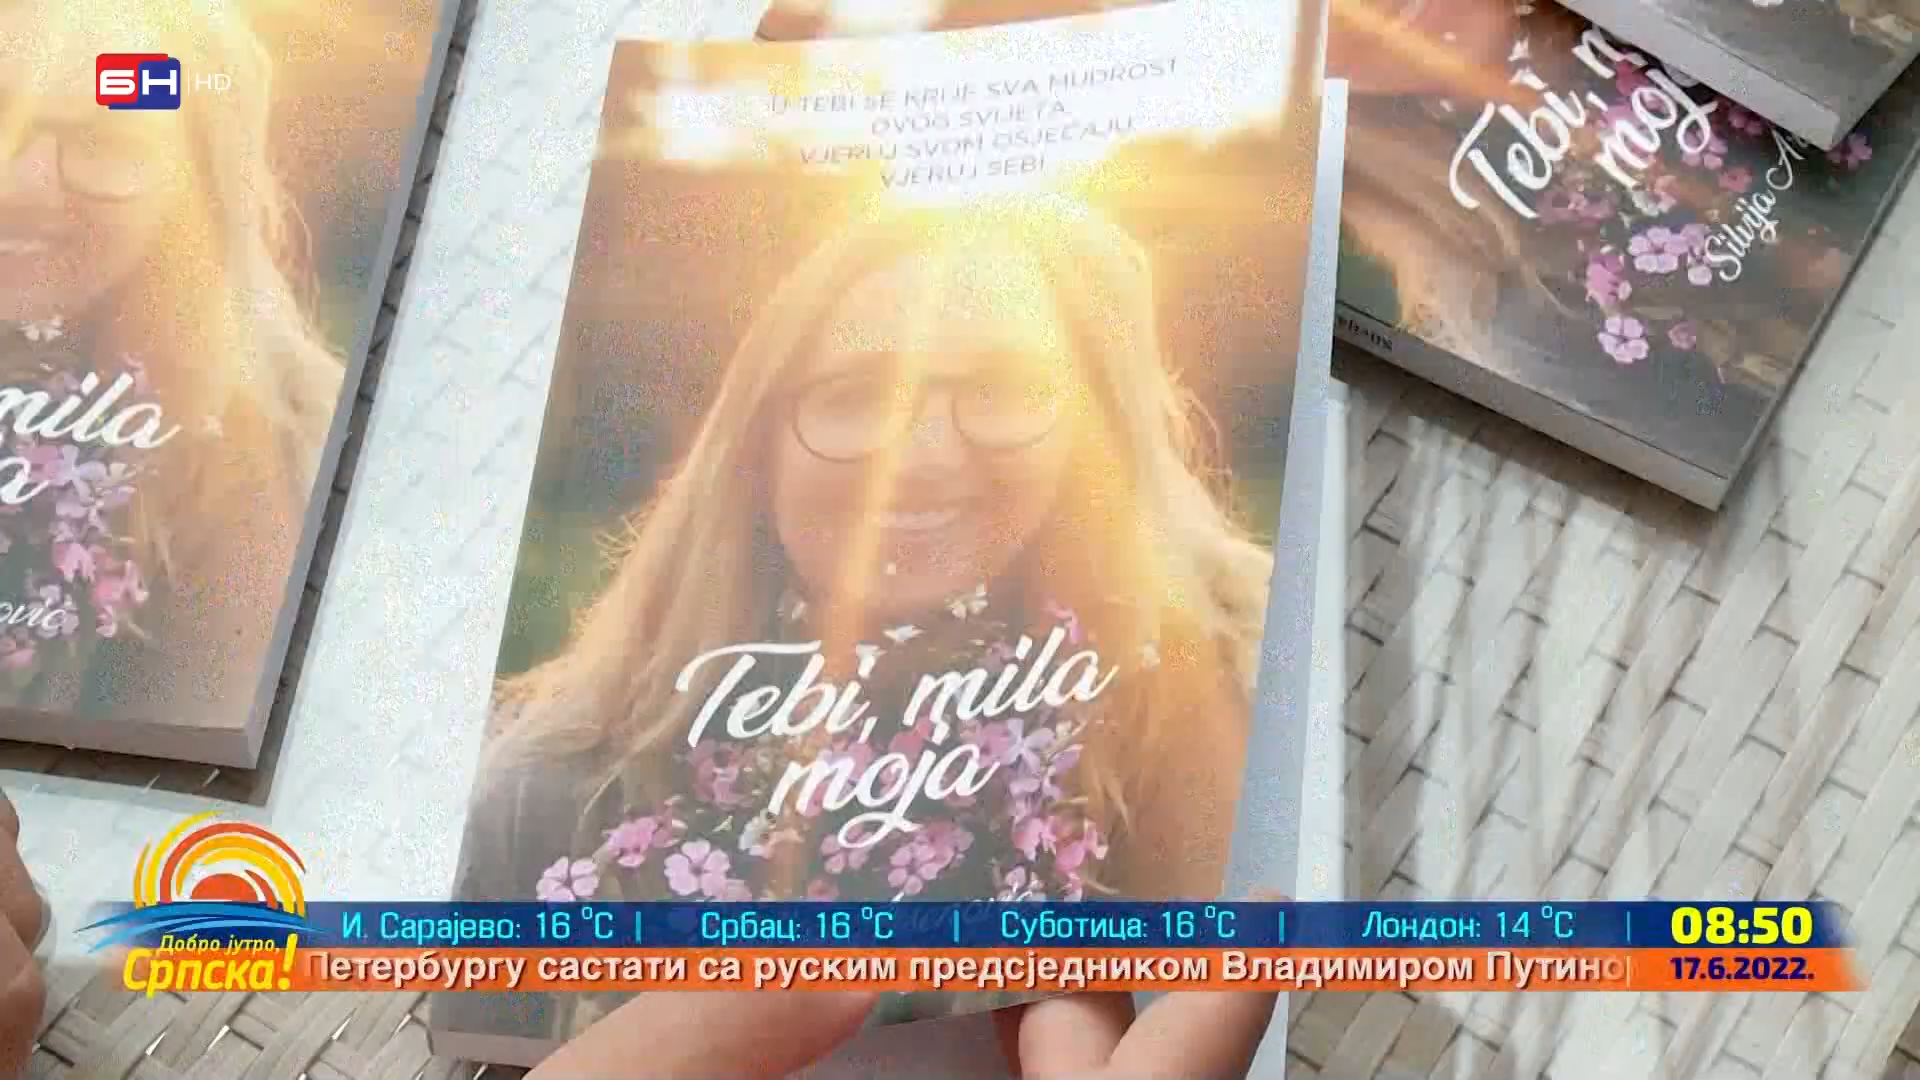 БН HD
U TEBI SE KRIJE SVA MUDROST
OVOG SVIJETA
VJERUJ SVOM OSJEĆAJU
VJERUJ SEBI
Tebi, mila
moja
mila
Tebi,
moj
Silvija
И. Сарајево: 16 °C | Србац: 16 °C | Суботица: 16 °C | Лондон: 14 °C |
08:50
Добро јутро,
Српска!
Петербургу састати са руским предсједником Владимиром Путино
17.6.2022.